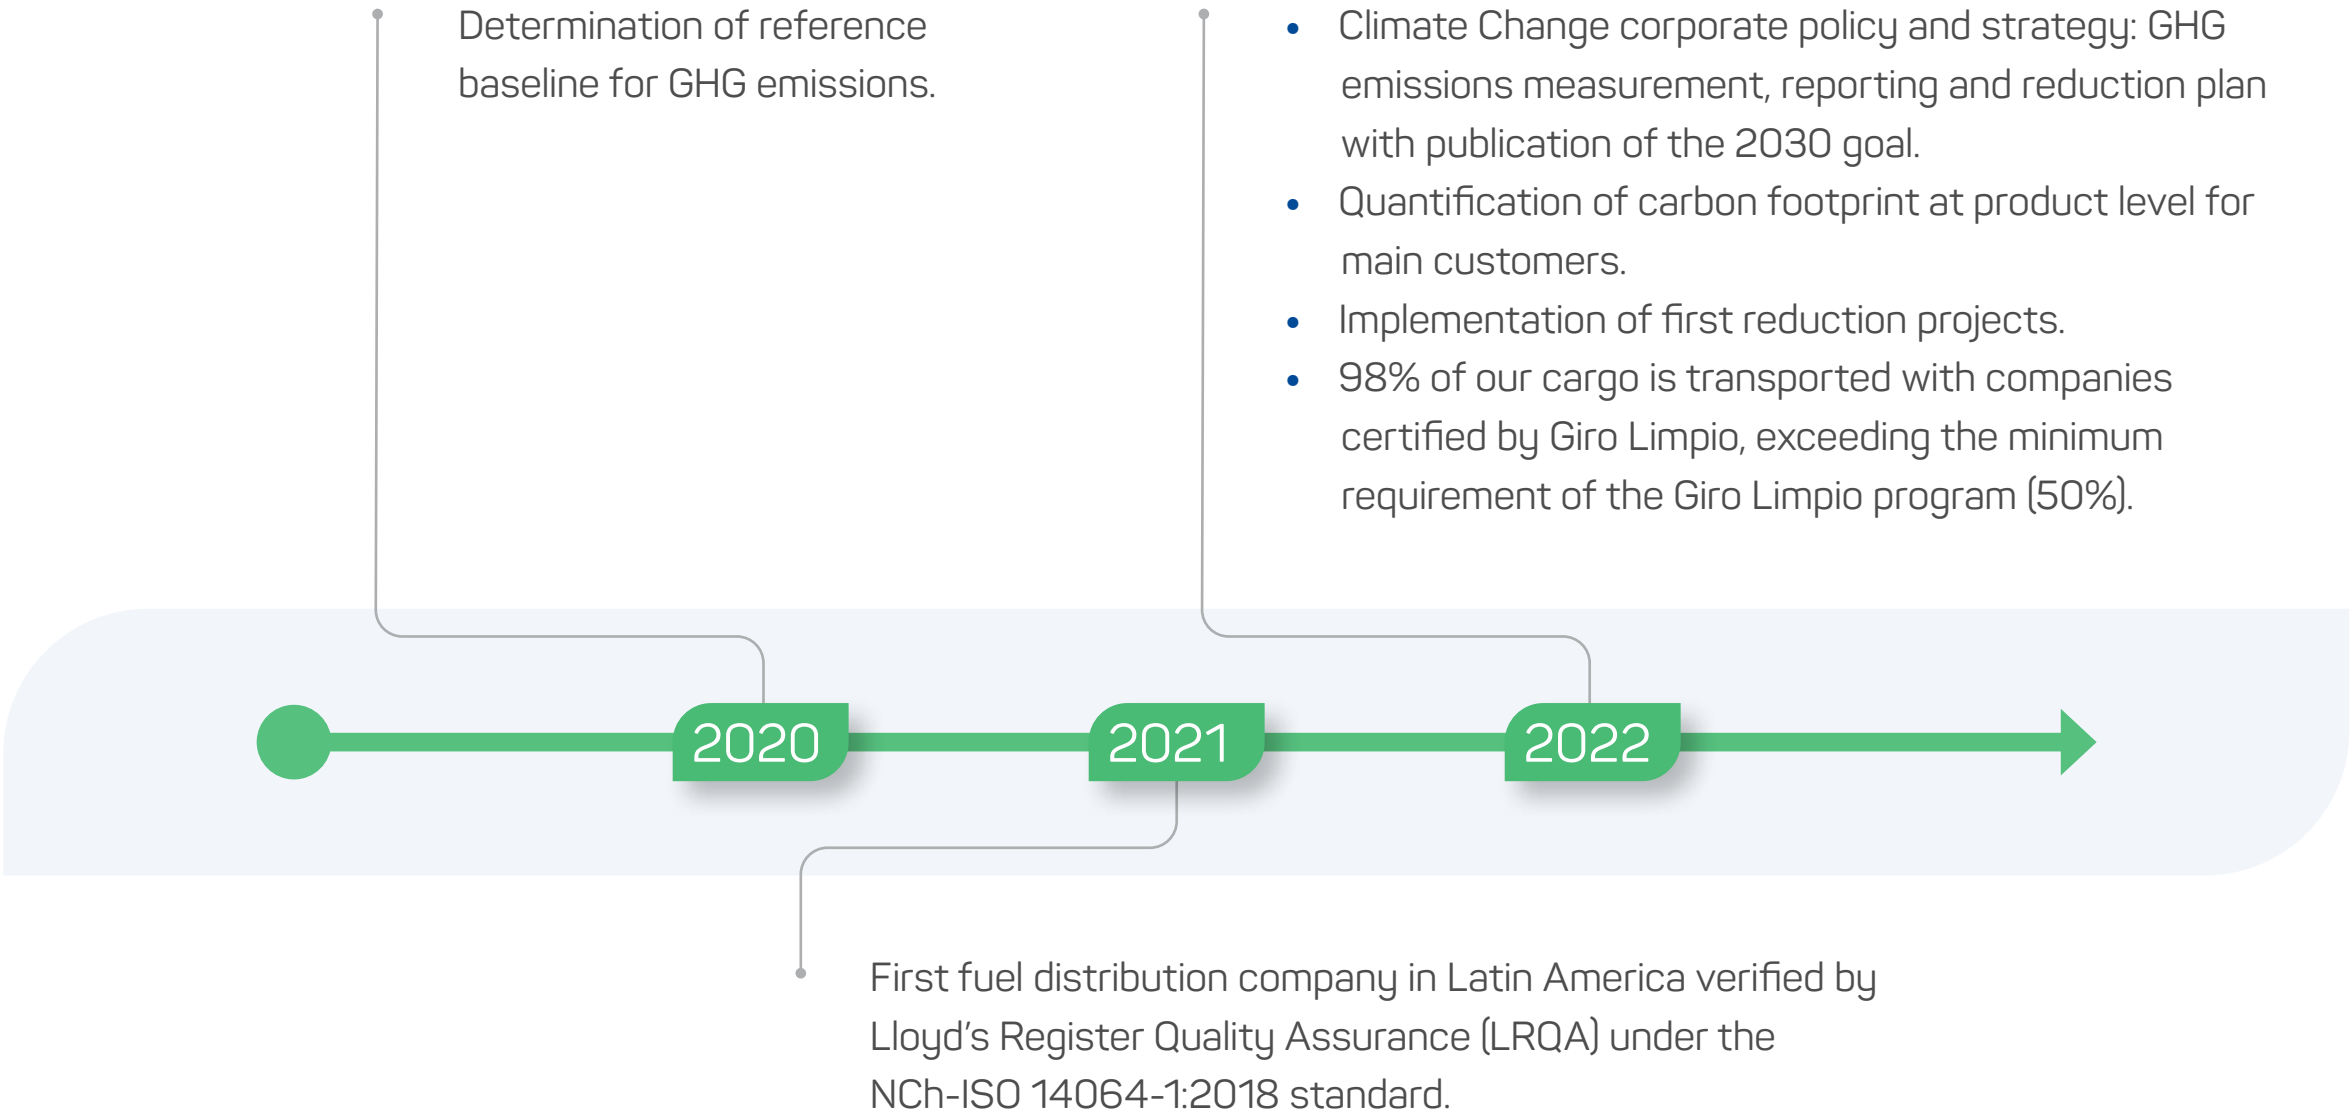 Determination of reference
baseline for GHG emissions.
• Climate Change corporate policy and strategy: GHG
emissions measurement, reporting and reduction plan
with publication of the 2030 goal.
• Quantification of carbon footprint at product level for
main customers.
• Implementation of first reduction projects.
• 98% of our cargo is transported with companies
certified by Giro Limpio, exceeding the minimum
requirement of the Giro Limpio program (50%).
2020
2021
2022
First fuel distribution company in Latin America verified by
Lloyd's Register Quality Assurance (LRQA) under the
NCh-ISO 14064-1:2018 standard.